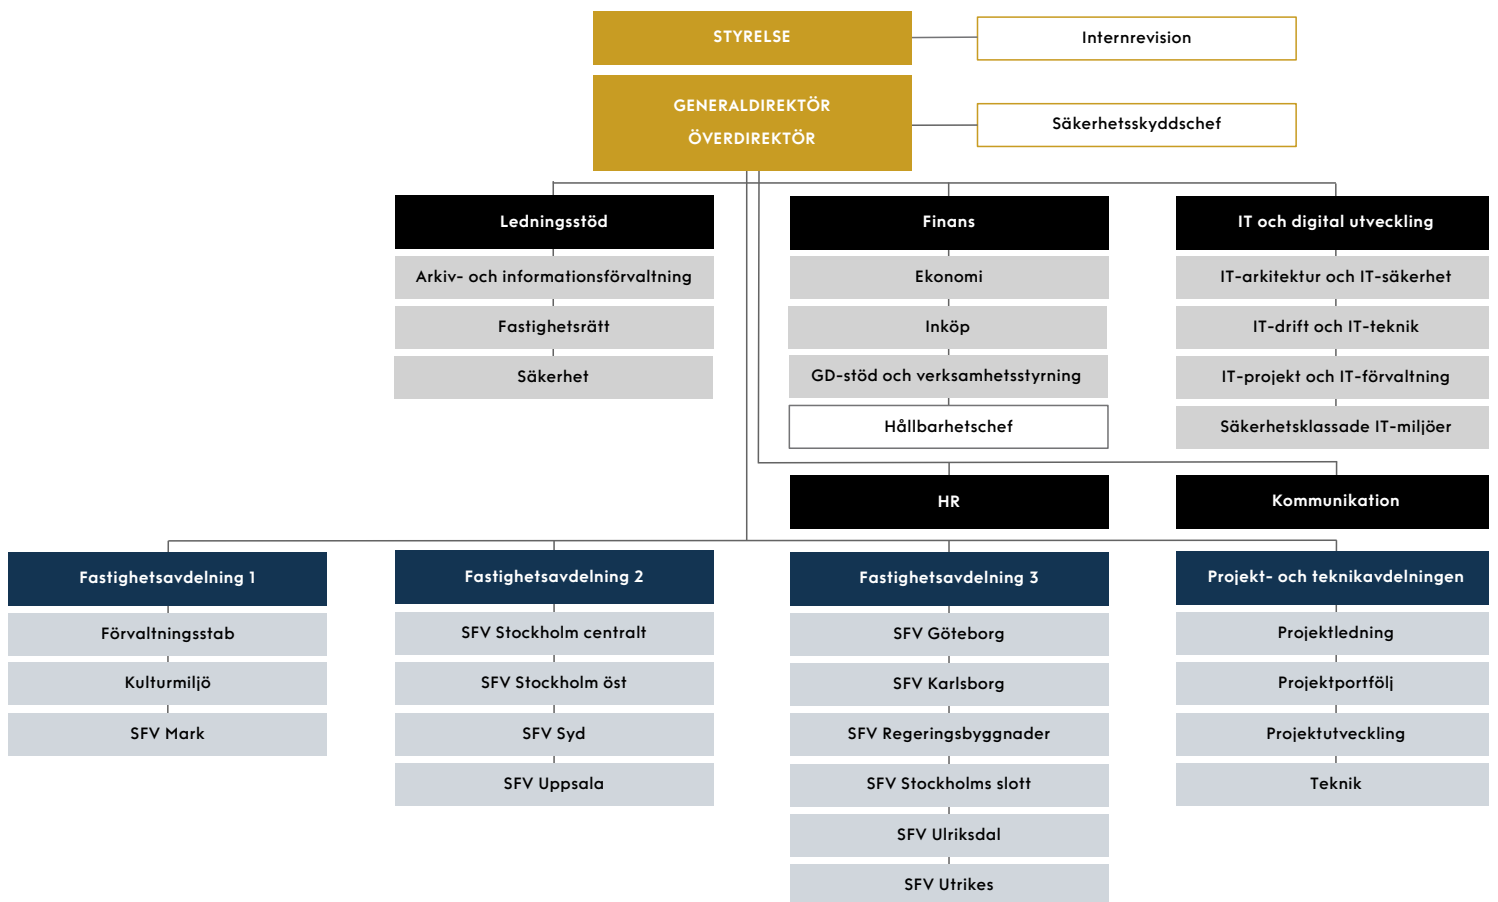 STYRELSE
Internrevision
GENERALDIREKTÖR
ÖVERDIREKTÖR
Säkerhetsskyddschef
Ledningsstöd
Arkiv- och informationsförvaltning
Fastighetsrätt
Säkerhet
Finans
Ekonomi
Inköp
GD-stöd och verksamhetsstyrning
Hållbarhetschef
IT och digital utveckling
IT-arkitektur och IT-säkerhet
IT-drift och IT-teknik
IT-projekt och IT-förvaltning
Säkerhetsklassade IT-miljöer
HR
Kommunikation
Fastighetsavdelning 1
Förvaltningsstab
Kulturmiljö
SFV Mark
Fastighetsavdelning 2
SFV Stockholm centralt
SFV Stockholm öst
SFV Syd
SFV Uppsala
Fastighetsavdelning 3
SFV Göteborg
SFV Karlsborg
SFV Regeringsbyggnader
SFV Stockholms slott
SFV Ulriksdal
SFV Utrikes
Projekt- och teknikavdelningen
Projektledning
Projektportfölj
Projektutveckling
Teknik